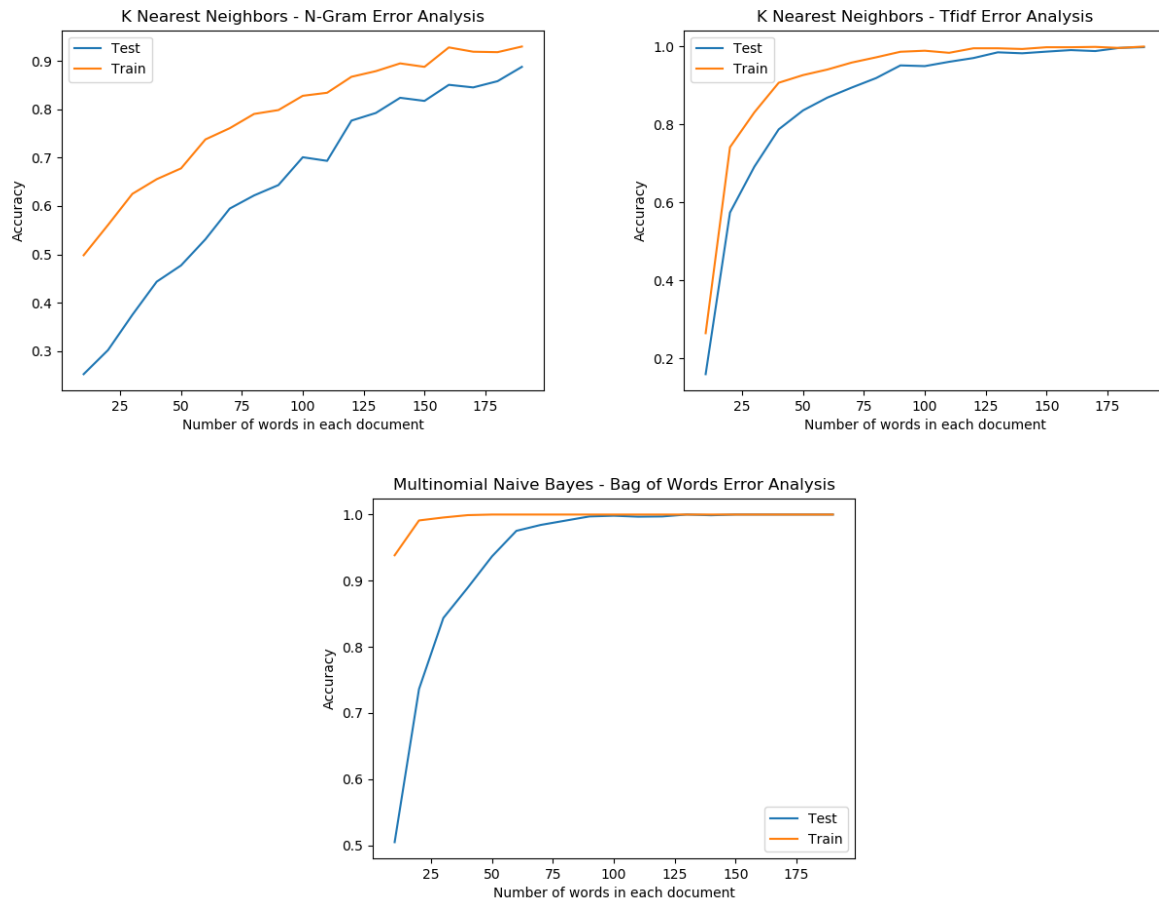 K Nearest Neighbors - N-Gram Error Analysis
Test
Train
0.9
0.8
0.7
0.6
0.5
0.4
0.3
Accuracy
25 50 75 100 125 150 175
Number of words in each document
K Nearest Neighbors - Tfidf Error Analysis
Test
Train
1.0
0.8
0.6
0.4
0.2
Accuracy
25 50 75 100 125 150 175
Number of words in each document
Multinomial Naive Bayes - Bag of Words Error Analysis
1.0
0.9
0.8
0.7
0.6
0.5
Accuracy
Test
Train
25 50 75 100 125 150 175
Number of words in each document